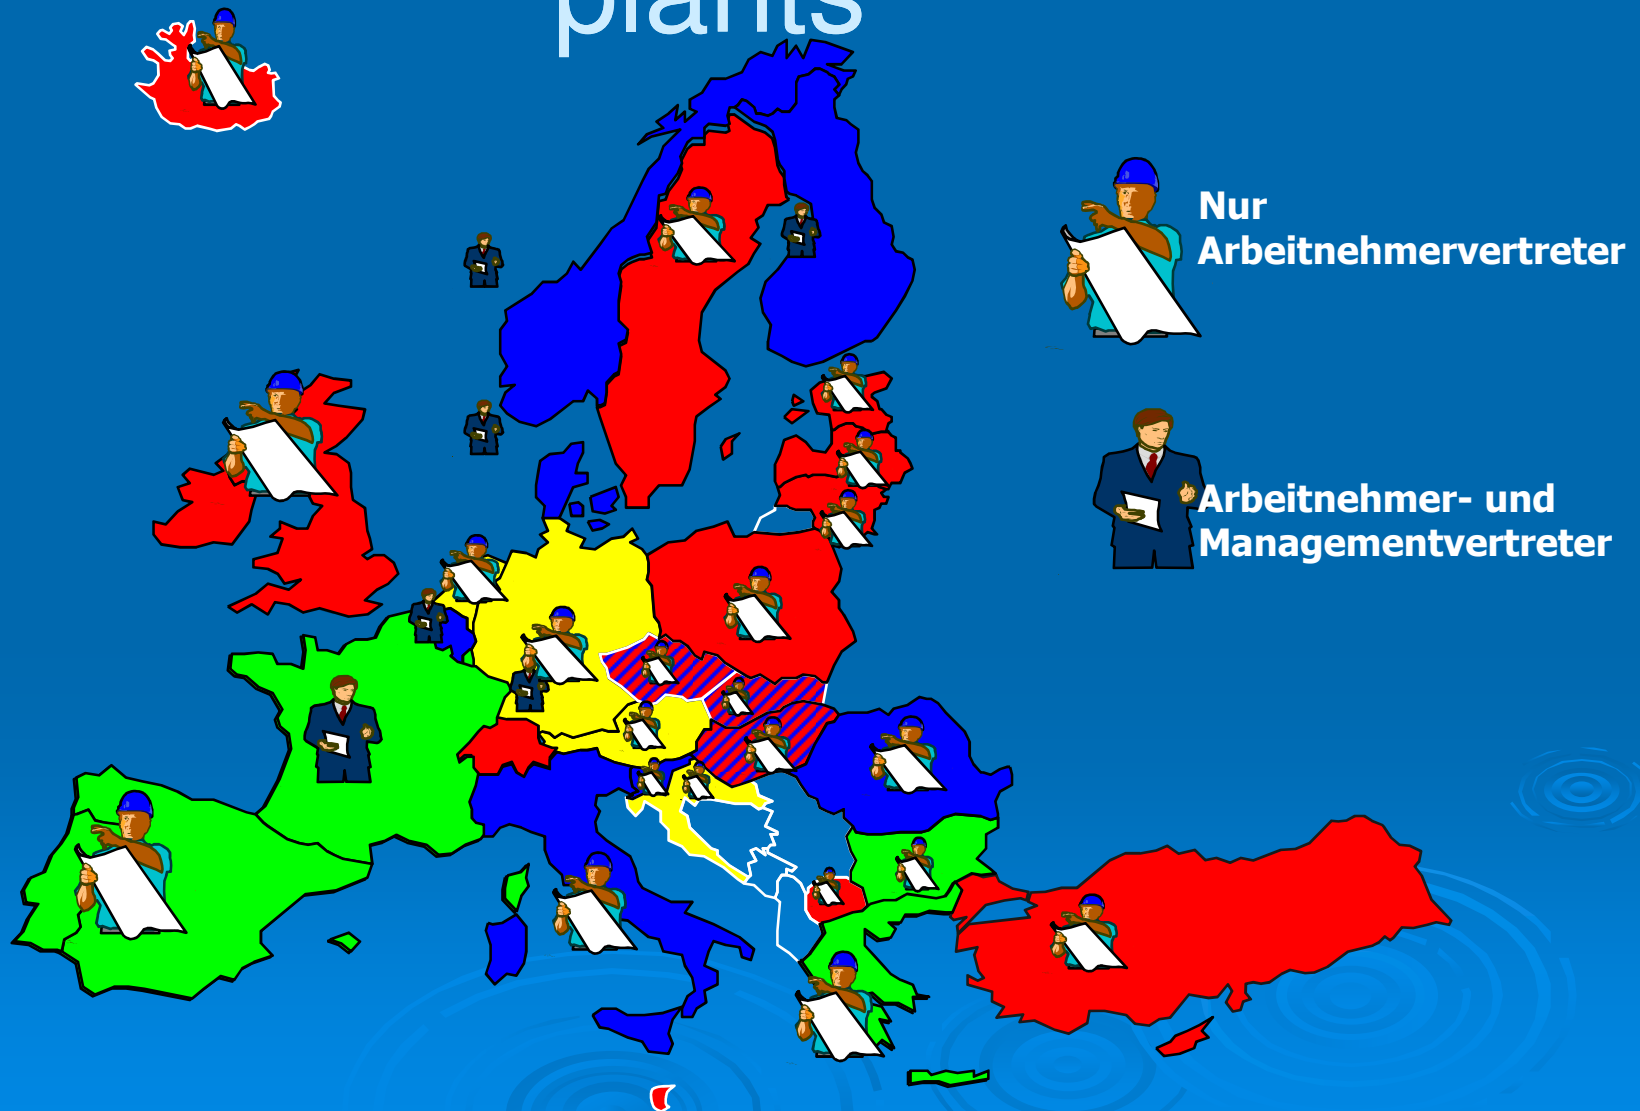 plants
Nur
Arbeitnehmervertreter
Arbeitnehmer- und
Managementvertreter